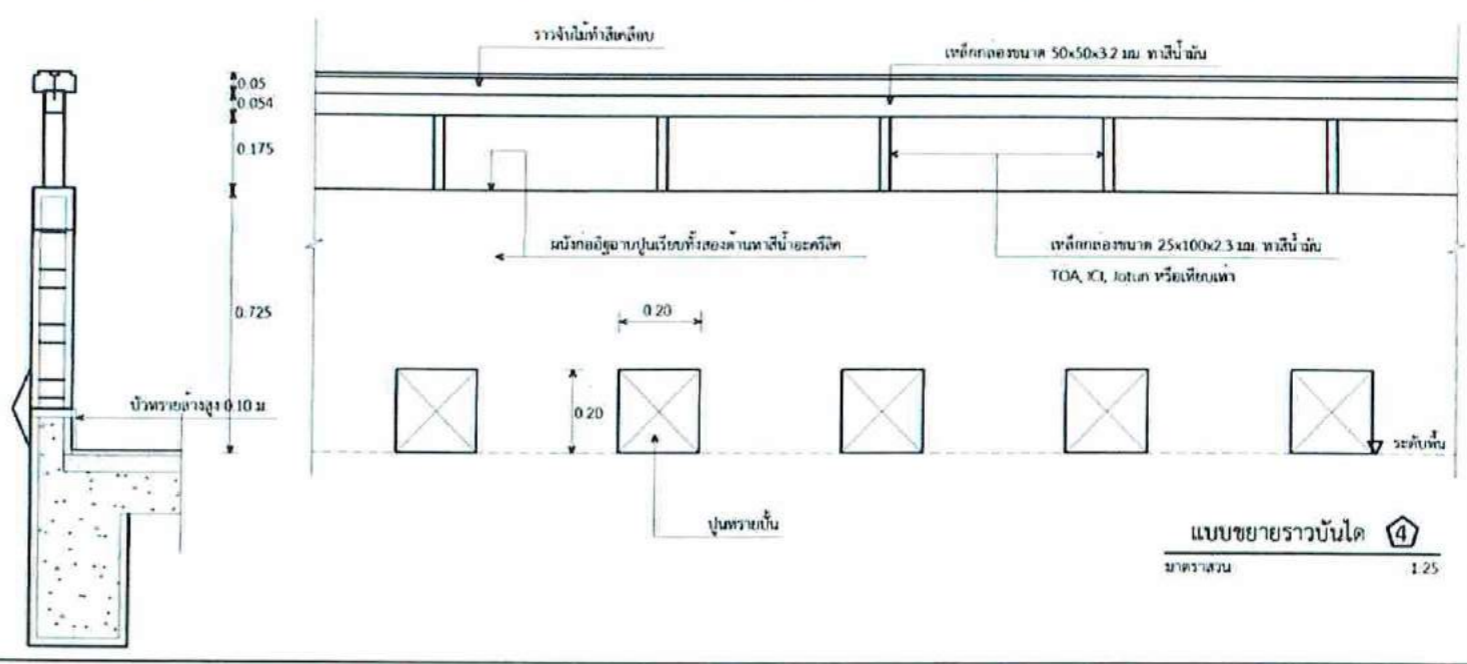 ราวจับไม้ทำสีเคลือบ
เหล็กกล่องขนาด 50x50x3.2 มม. ทาสีน้ำมัน
0.05
0.054
0.175
ผนังก่ออิฐฉาบปูนเรียบทั้งสองด้านทาสีน้ำอะครีลิค
เหล็กกล่องขนาด 25x100x2.3 มม. ทาสีน้ำมัน
TOA, ICI, Jotun หรือเทียบเท่า
0.725
0.20
บัวทรายล้างสูง 0.10 ม.
0.20
ระดับพื้น
ปูนทรายปั้น
แบบขยายราวบันได 4
มาตราส่วน 1:25